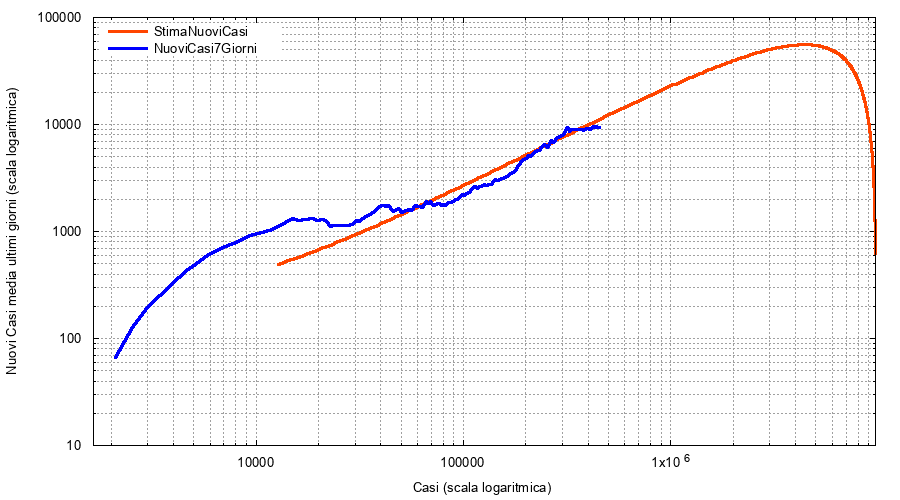 100000
10000
1000
100
10
StimaNuoviCasi
NuoviCasi7Giorni
Nuovi Casi media ultimi giorni (scala logaritmica)
10000
100000
1x10 6
Casi (scala logaritmica)